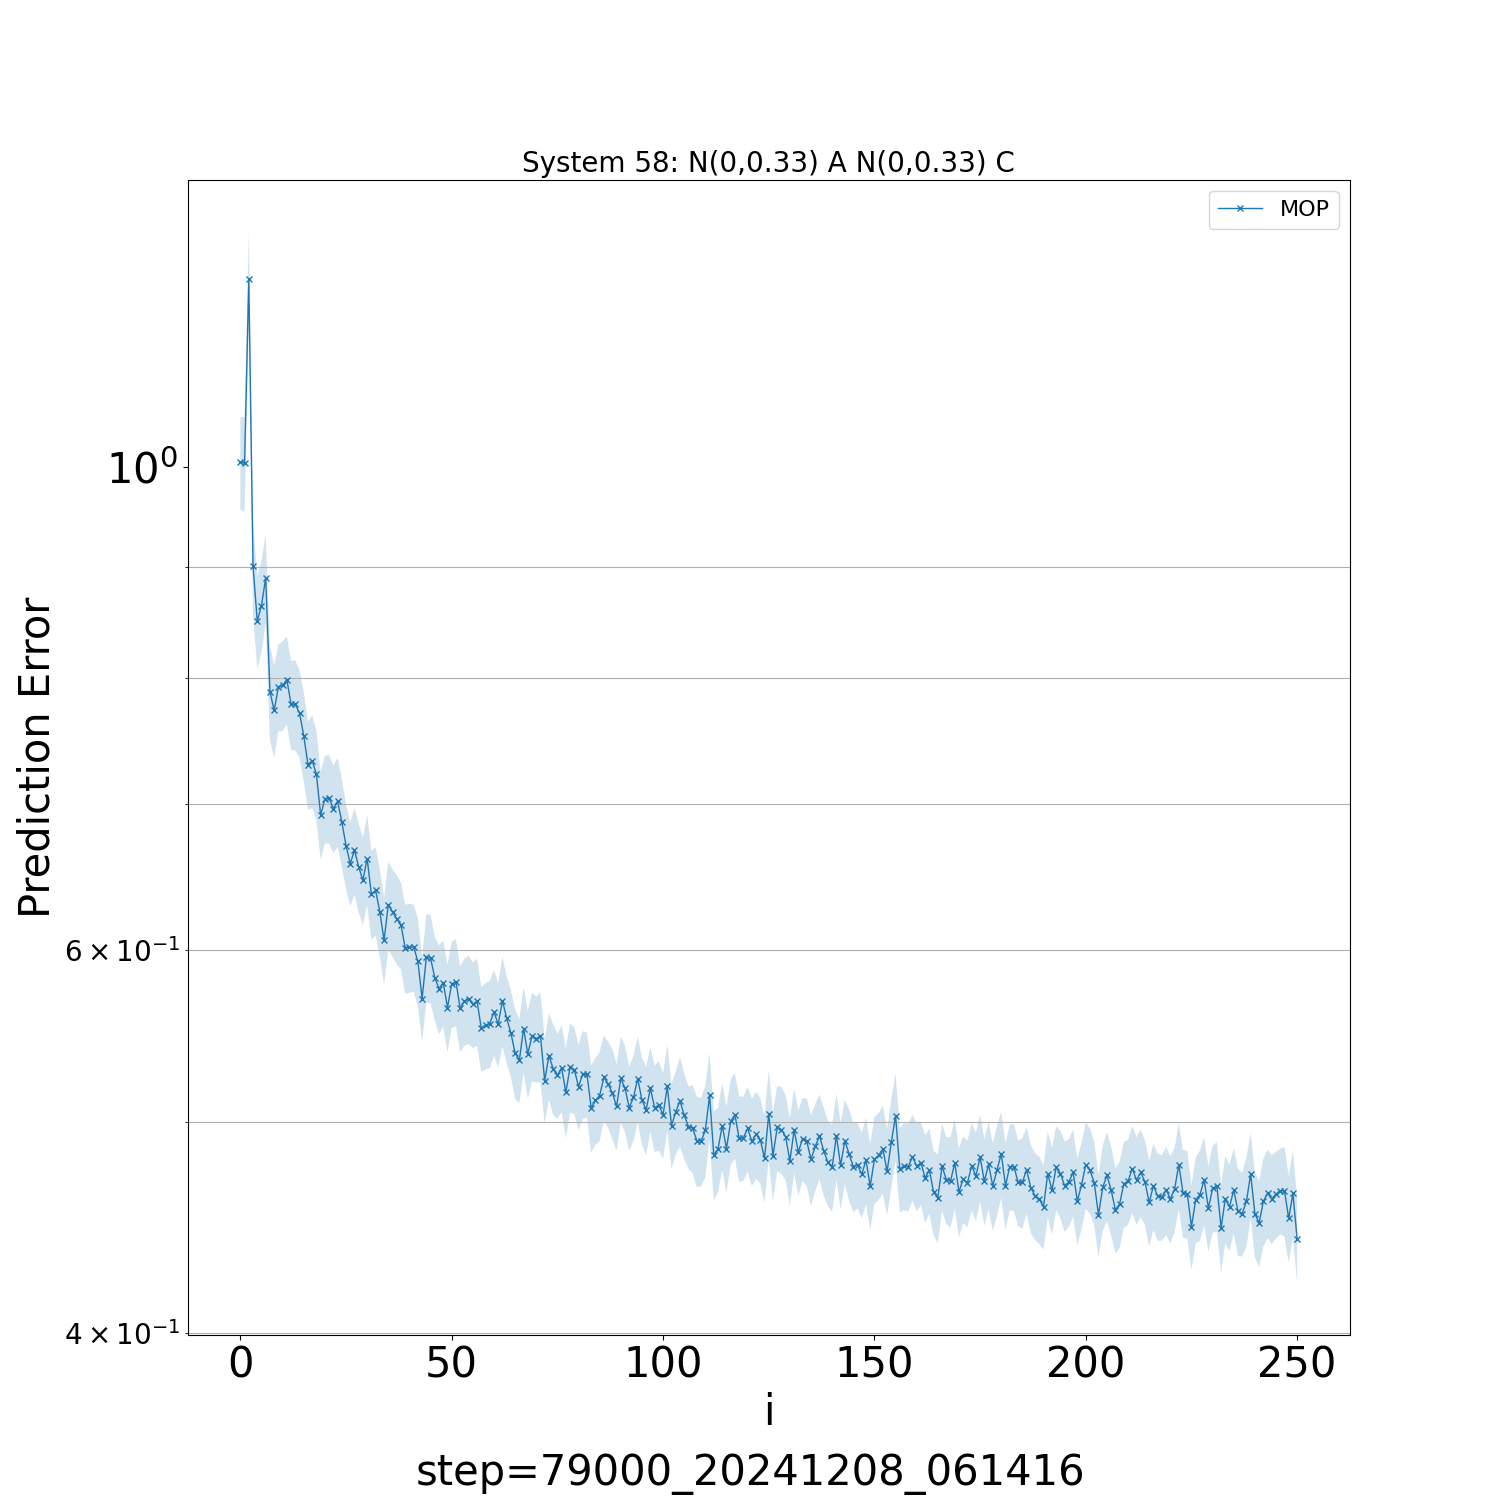 System 58: N(0,0.33) A N(0,0.33) C
MOP
10⁰
6 × 10⁻¹
4 × 10⁻¹
Prediction Error
0 50 100 150 200 250
i
step=79000_20241208_061416